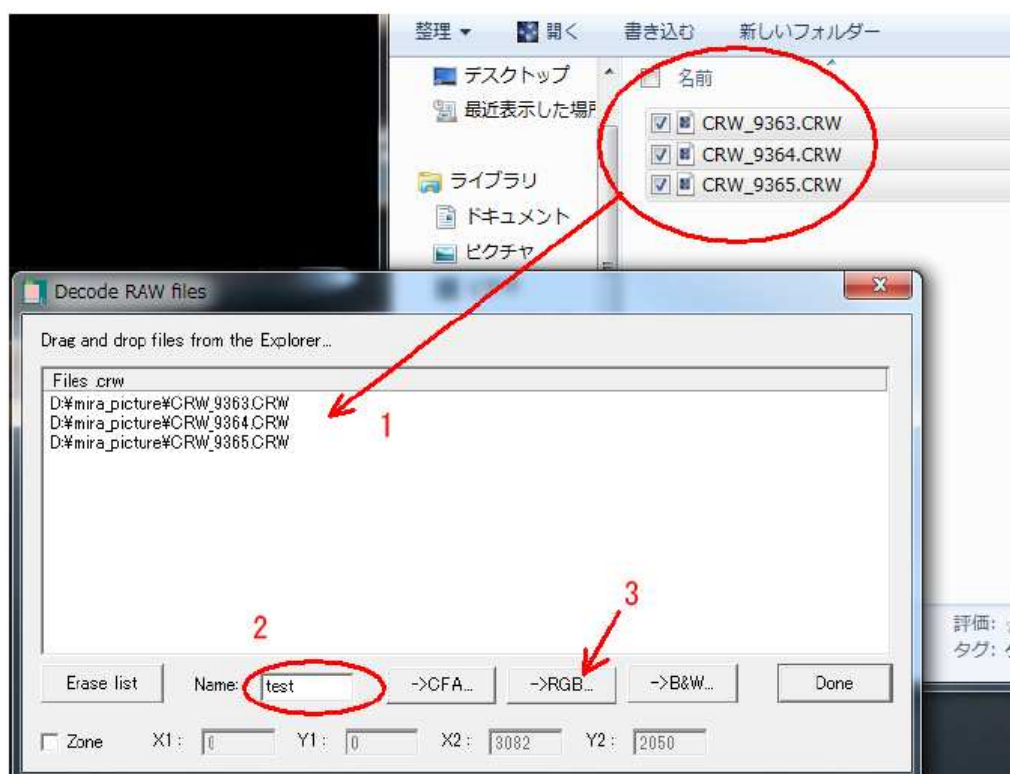 整理 開く 書き込む 新しいフォルダー
デスクトップ
最近表示した場所
ライブラリ
ドキュメント
ピクチャ
名前
CRW_9363.CRW
CRW_9364.CRW
CRW_9365.CRW
Decode RAW files
Drag and drop files from the Explorer...
Files .crw
D:¥mira_picture¥CRW_9363.CRW
D:¥mira_picture¥CRW_9364.CRW
D:¥mira_picture¥CRW_9365.CRW
1
2
3
Erase list Name: test ->CFA... ->RGB... ->B&W... Done
Zone X1 : Y1 : 0 X2 : 3082 Y2 : 2050
評価:
タグ: